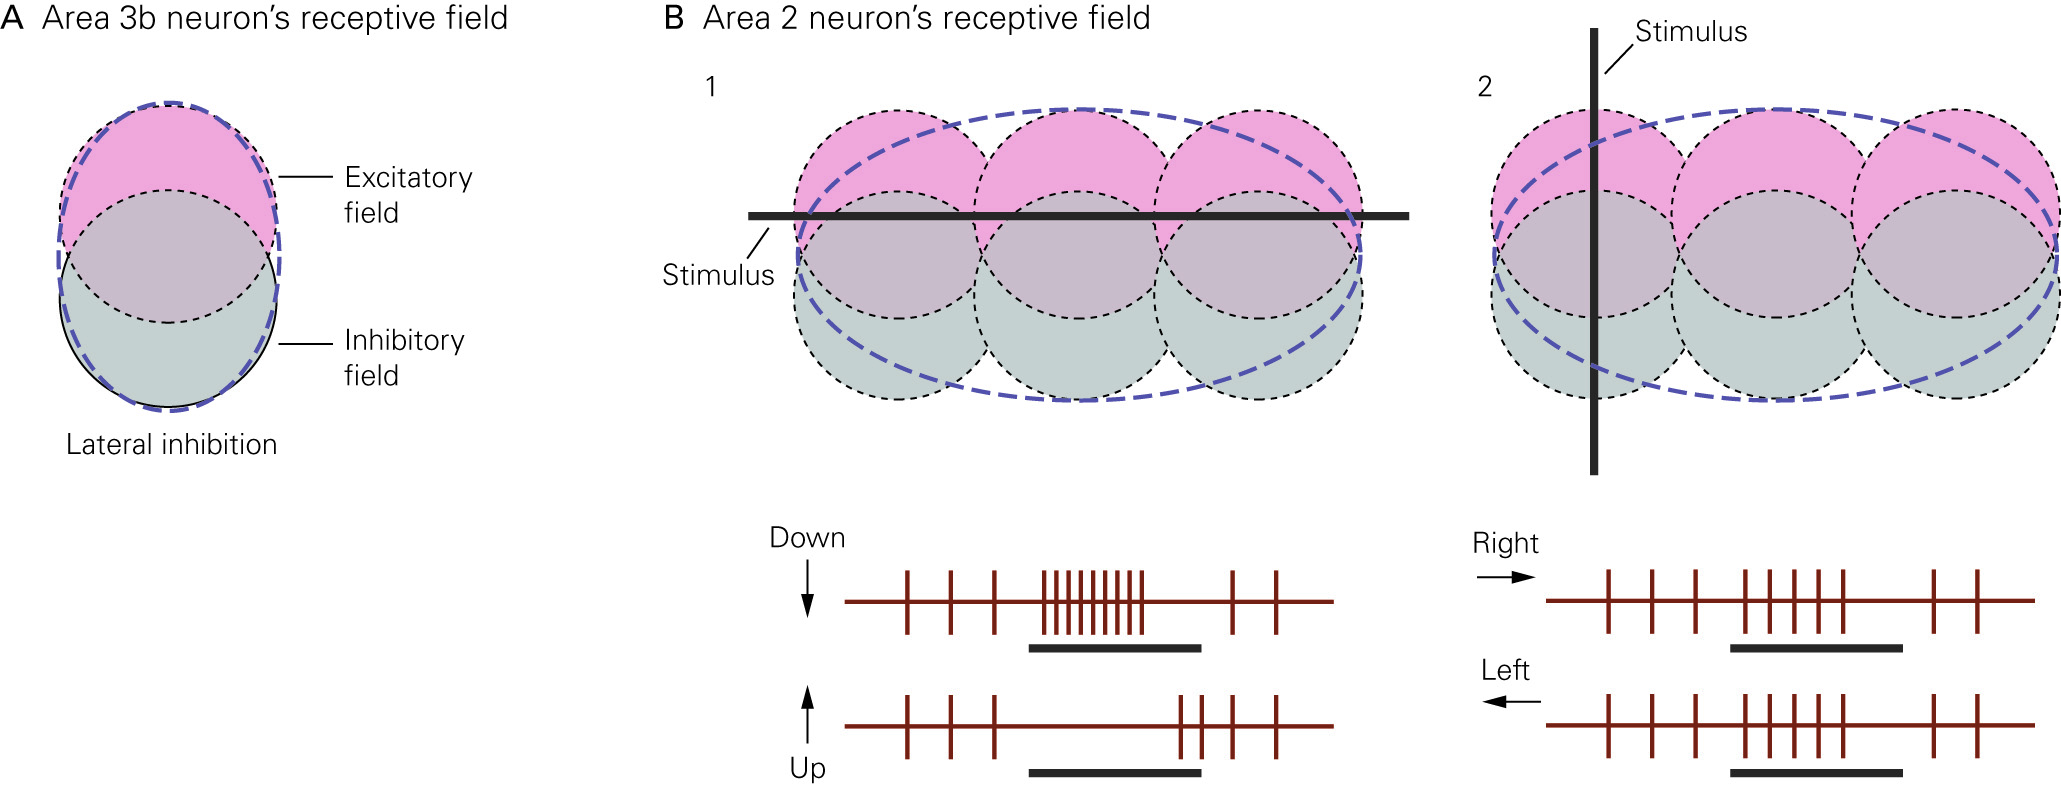 A Area 3b neuron’s receptive field
Excitatory
field
Inhibitory
field
Lateral inhibition
B Area 2 neuron’s receptive field
1
Stimulus
Down
Up
2
Stimulus
Right
Left